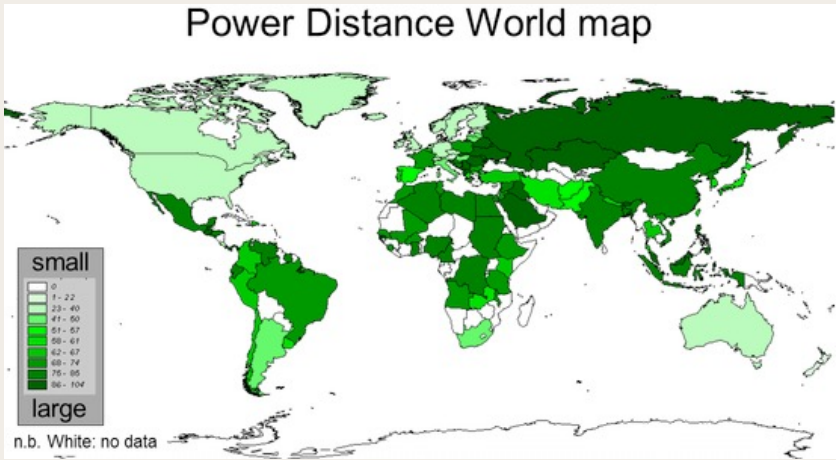 Power Distance World map
small
0
1- 22
23- 40
41- 50
51- 57
58- 61
62- 67
68- 74
75- 85
86- 104
large
n.b. White: no data